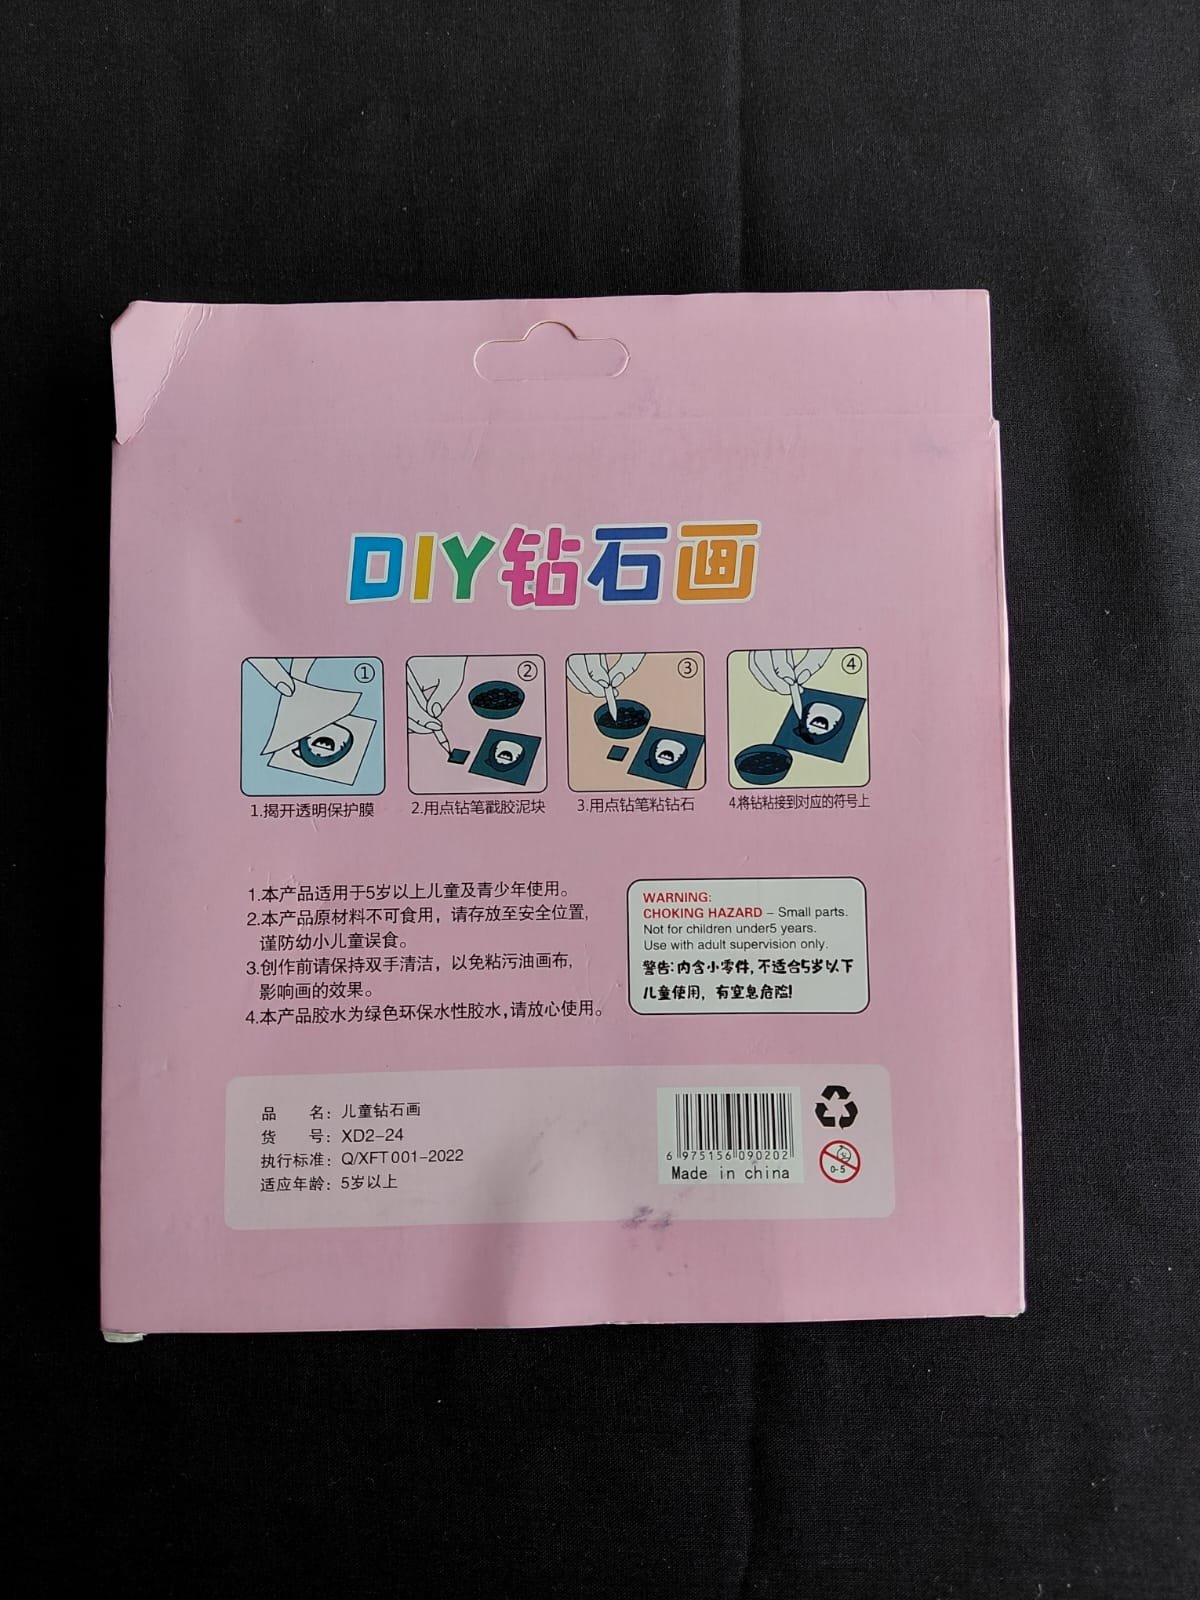 DIY钻石画
①
②
③
④
1.揭开透明保护膜
2.用点钻笔戳胶泥块
3.用点钻笔粘钻石
4.将钻粘接到对应的符号上
1.本产品适用于5岁以上儿童及青少年使用。
2.本产品原材料不可食用，请存放至安全位置,
谨防幼小儿童误食。
3.创作前请保持双手清洁，以免粘污油画布,
影响画的效果。
4.本产品胶水为绿色环保水性胶水,请放心使用。
WARNING:
CHOKING HAZARD – Small parts.
Not for children under5 years.
Use with adult supervision only.
警告:内含小零件,不适合5岁以下
儿童使用，有窒息危险!
品 名：儿童钻石画
货 号：XD2-24
执行标准：Q/XFT 001-2022
适应年龄：5岁以上
6 975156 090202
Made in china
0-5